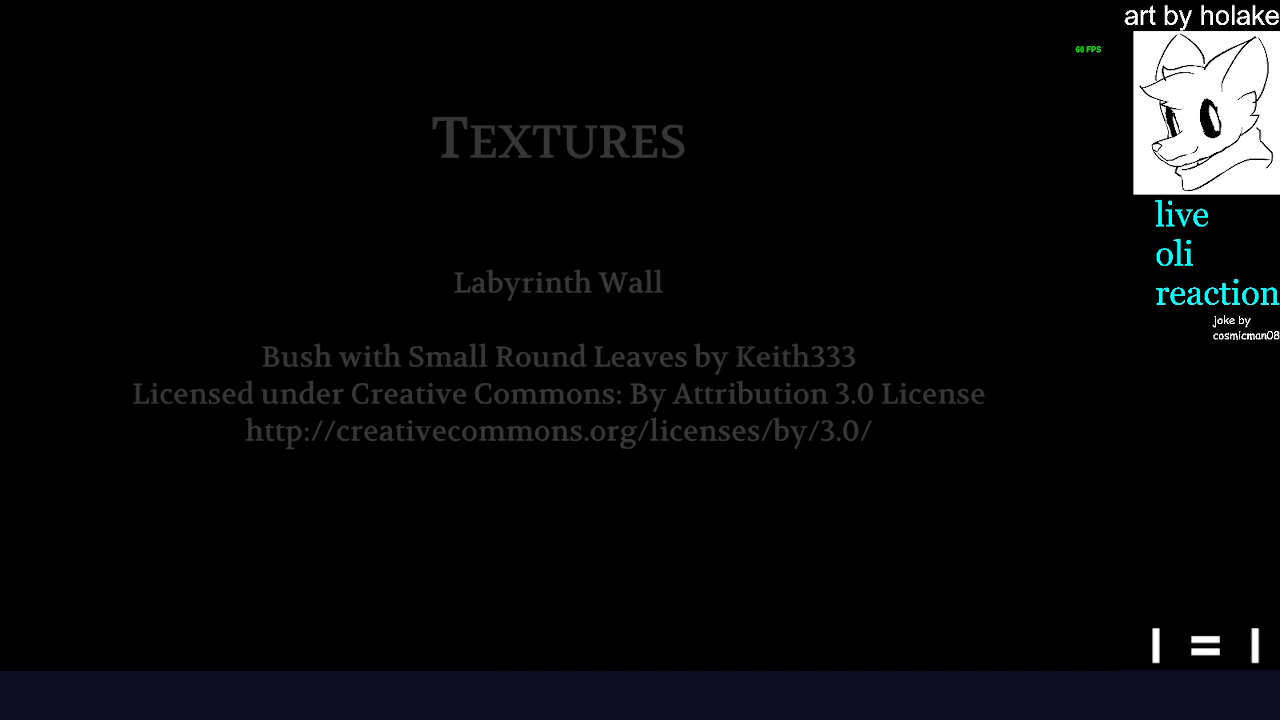 art by holake
60 FPS
TEXTURES
live
oli
reaction
Labyrinth Wall
joke by
cosmicman08
Bush with Small Round Leaves by Keith333
Licensed under Creative Commons: By Attribution 3.0 License
http://creativecommons.org/licenses/by/3.0/
| = |